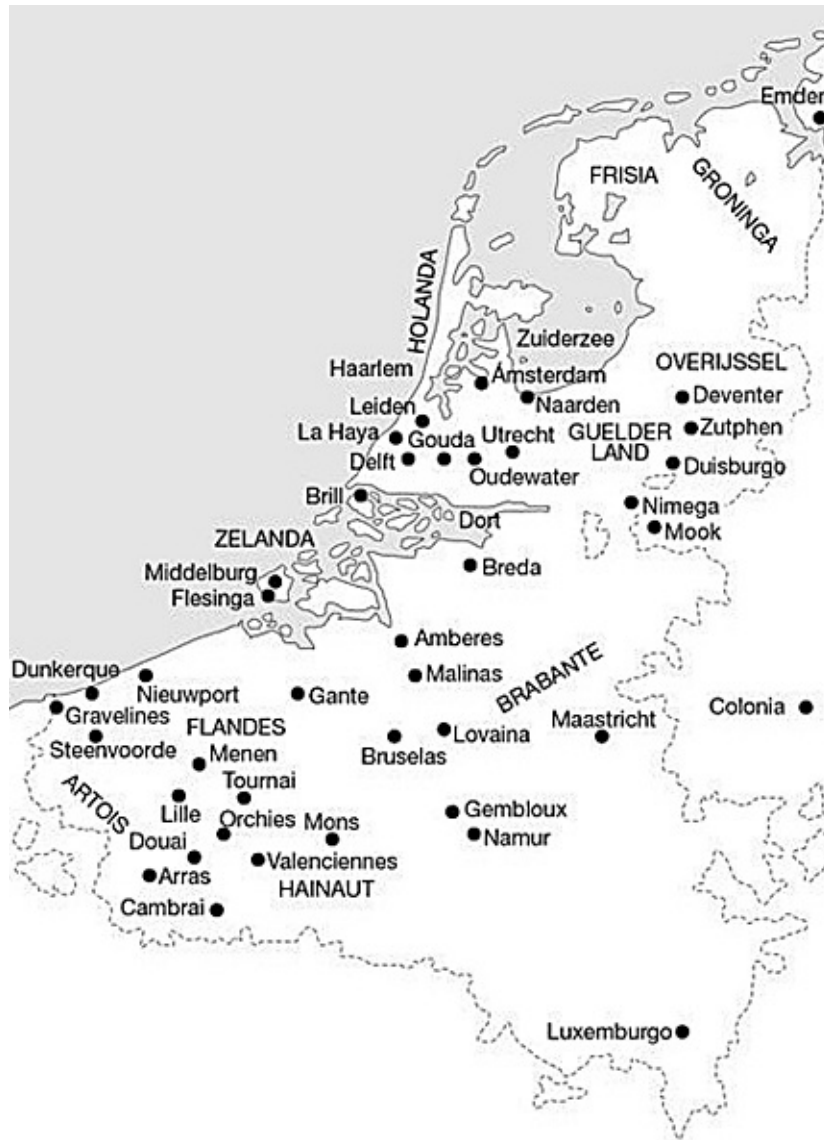 Emden
FRISIA
GRONINGA
HOLANDA
Zuiderzee
Haarlem
Ámsterdam
OVERIJSSEL
Deventer
Naarden
Leiden
La Haya
Gouda
Utrecht
GUELDER
LAND
Zutphen
Delft
Oudewater
Duisburgo
Brill
Dort
Nimega
Mook
ZELANDA
Middelburg
Flesinga
Breda
Amberes
Malinas
BRABANTE
Dunkerque
Nieuwport
Gante
Gravelines
FLANDES
Steenvoorde
Menen
Bruselas
Lovaina
Maastricht
Colonia
Tournai
ARTOIS
Lille
Orchies
Mons
Gembloux
Namur
Douai
Arras
Valenciennes
HAINAUT
Cambrai
Luxemburgo